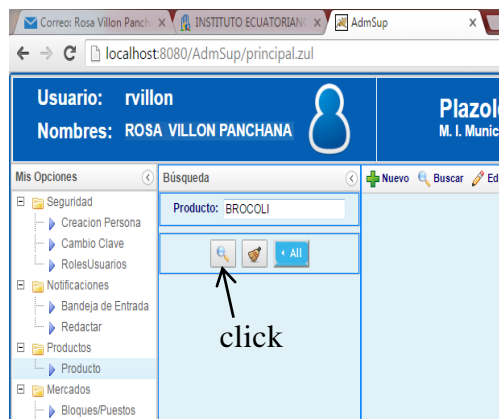 Correo: Rosa Villon Panch
INSTITUTO ECUATORIAN
AdmSup
localhost:8080/AdmSup/principal.zul
Usuario: rvillon
Nombres: ROSA VILLON PANCHANA
Plazol
M. I. Munic
Mis Opciones
Búsqueda
Nuevo Buscar Ed
Seguridad
Creacion Persona
Cambio Clave
RolesUsuarios
Notificaciones
Bandeja de Entrada
Redactar
Productos
Producto
Mercados
Bloques/Puestos
Producto: BROCOLI
All
click